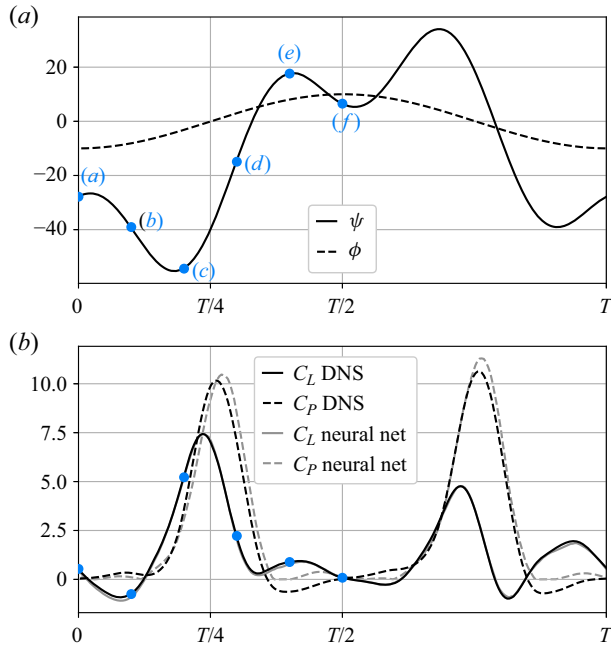 (a)
20
0
−20
−40
(a)
(b)
(c)
(d)
(e)
(f)
ψ
ϕ
0
T/4
T/2
T
(b)
10.0
7.5
5.0
2.5
0
C_L DNS
C_P DNS
C_L neural net
C_P neural net
0
T/4
T/2
T